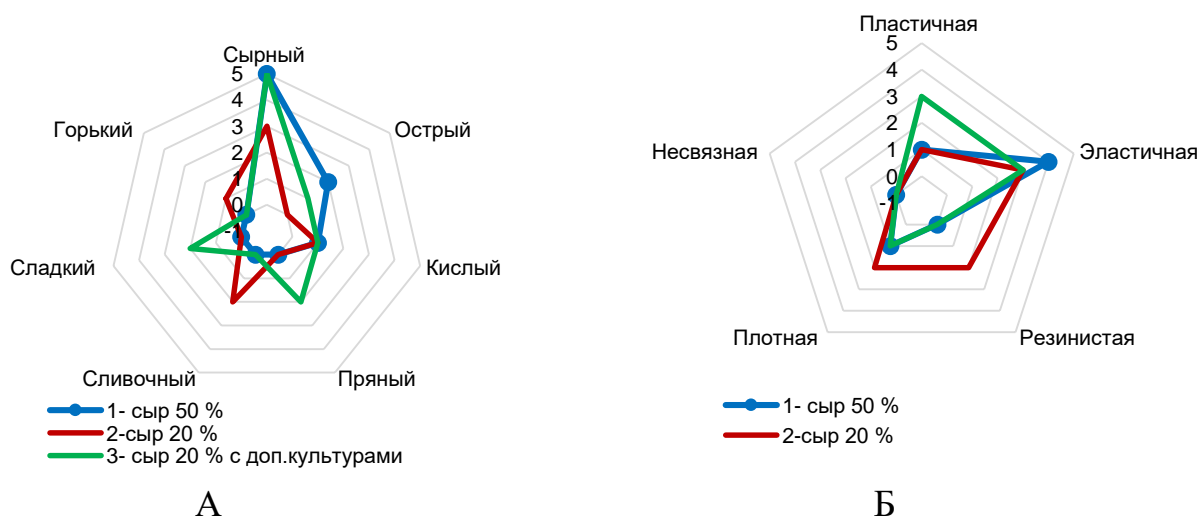 Сырный
5
4
3
2
1
0
-1
Острый
Кислый
Пряный
Сливочный
Сладкий
Горький
1- сыр 50 %
2-сыр 20 %
3- сыр 20 % с доп.культурами
А
Пластичная
5
4
3
2
1
0
-1
Эластичная
Резинистая
Плотная
Несвязная
1- сыр 50 %
2-сыр 20 %
Б